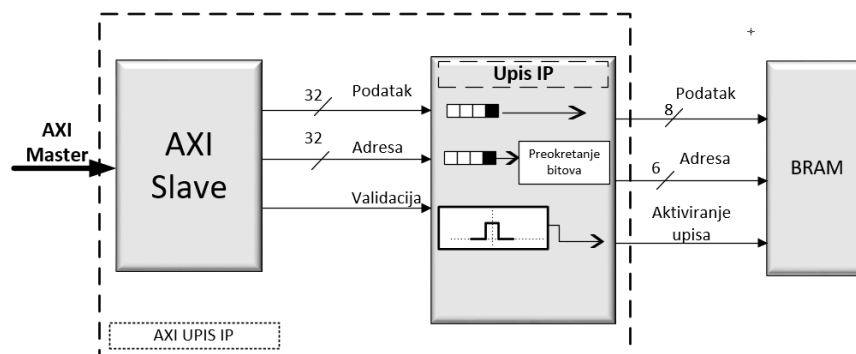 AXI
Master
AXI
Slave
32
Podatak
32
Adresa
Validacija
Upis IP
Preokretanje
bitova
Podatak
8
Adresa
6
Aktiviranje
upisa
BRAM
AXI UPIS IP